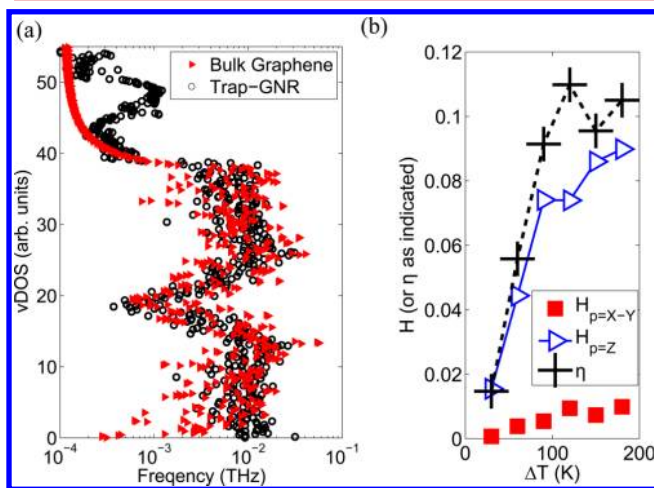 (a)
Bulk Graphene
Trap-GNR
vDOS (arb. units)
50
40
30
20
10
0
10⁻⁴
10⁻³
10⁻²
10⁻¹
Freqency (THz)
(b)
H (or η as indicated)
0.12
0.1
0.08
0.06
0.04
0.02
0
H_{p=X-Y}
H_{p=Z}
η
0
100
200
ΔT (K)